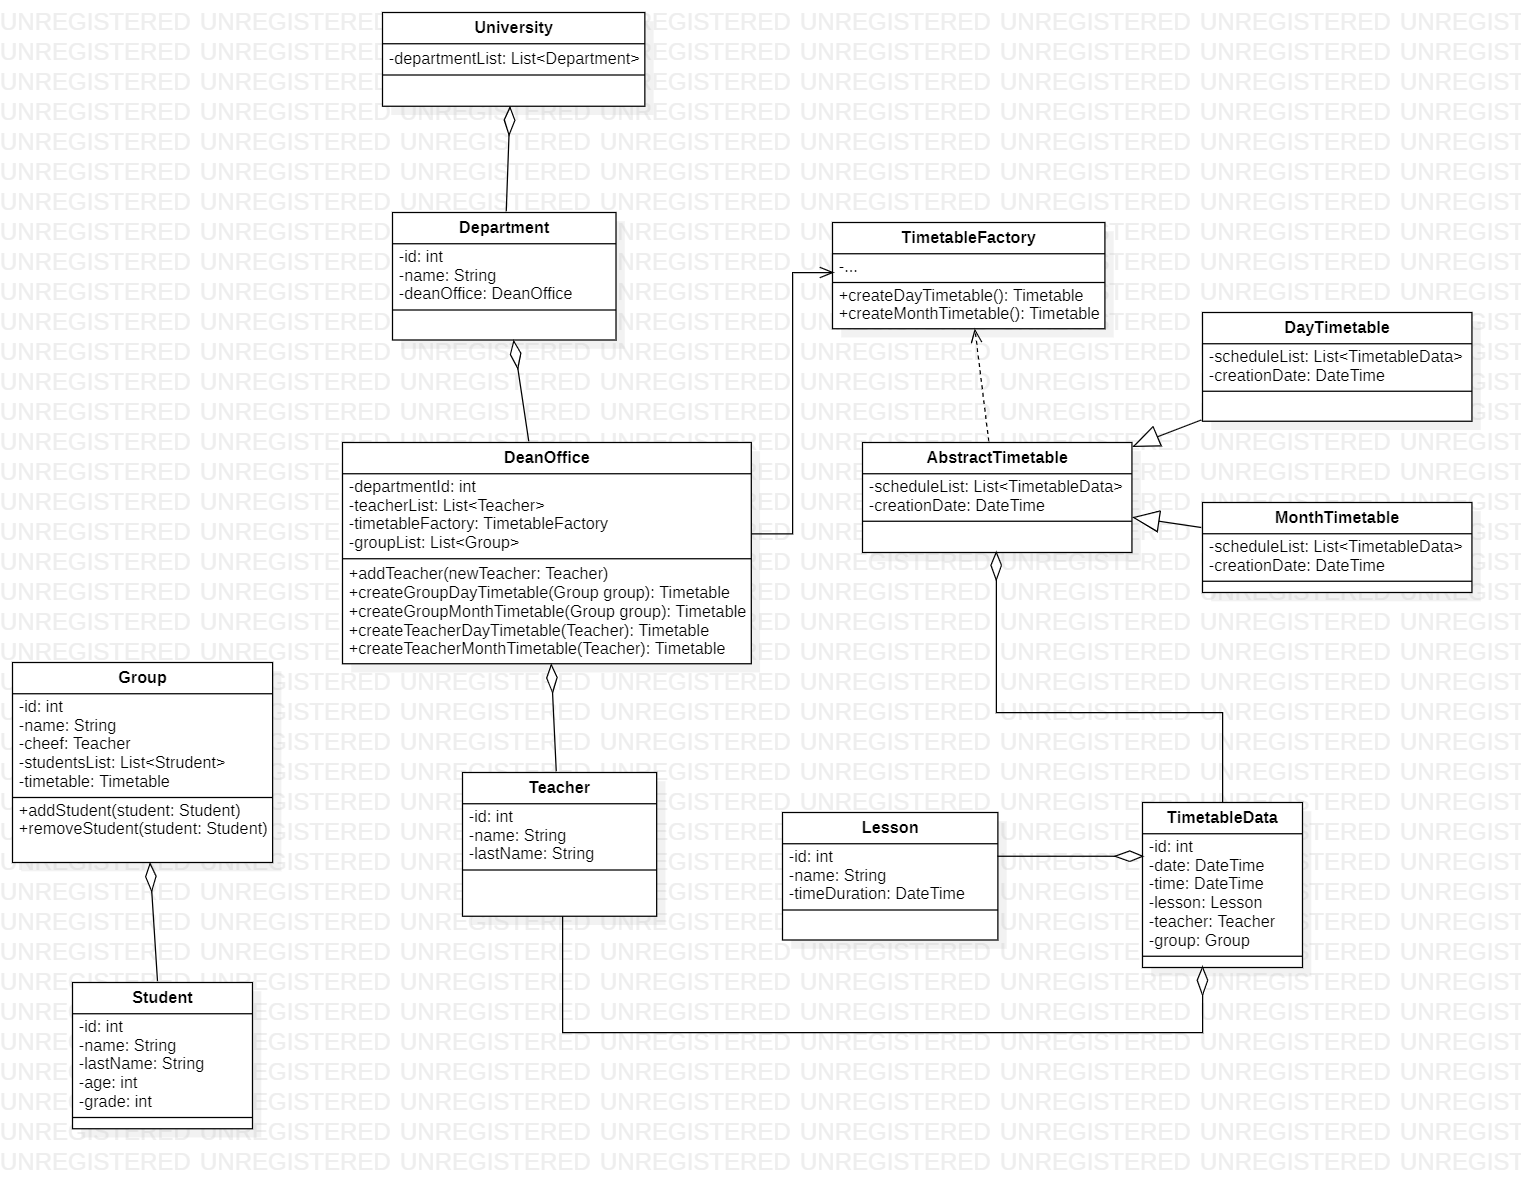 University
-departmentList: List<Department>
Department
-id: int
-name: String
-deanOffice: DeanOffice
TimetableFactory
-...
+createDayTimetable(): Timetable
+createMonthTimetable(): Timetable
DayTimetable
-scheduleList: List<TimetableData>
-creationDate: DateTime
DeanOffice
-departmentId: int
-teacherList: List<Teacher>
-timetableFactory: TimetableFactory
-groupList: List<Group>
+addTeacher(newTeacher: Teacher)
+createGroupDayTimetable(Group group): Timetable
+createGroupMonthTimetable(Group group): Timetable
+createTeacherDayTimetable(Teacher): Timetable
+createTeacherMonthTimetable(Teacher): Timetable
AbstractTimetable
-scheduleList: List<TimetableData>
-creationDate: DateTime
MonthTimetable
-scheduleList: List<TimetableData>
-creationDate: DateTime
Group
-id: int
-name: String
-cheef: Teacher
-studentsList: List<Strudent>
-timetable: Timetable
+addStudent(student: Student)
+removeStudent(student: Student)
Teacher
-id: int
-name: String
-lastName: String
Lesson
-id: int
-name: String
-timeDuration: DateTime
TimetableData
-id: int
-date: DateTime
-time: DateTime
-lesson: Lesson
-teacher: Teacher
-group: Group
Student
-id: int
-name: String
-lastName: String
-age: int
-grade: int
UNREGISTERED